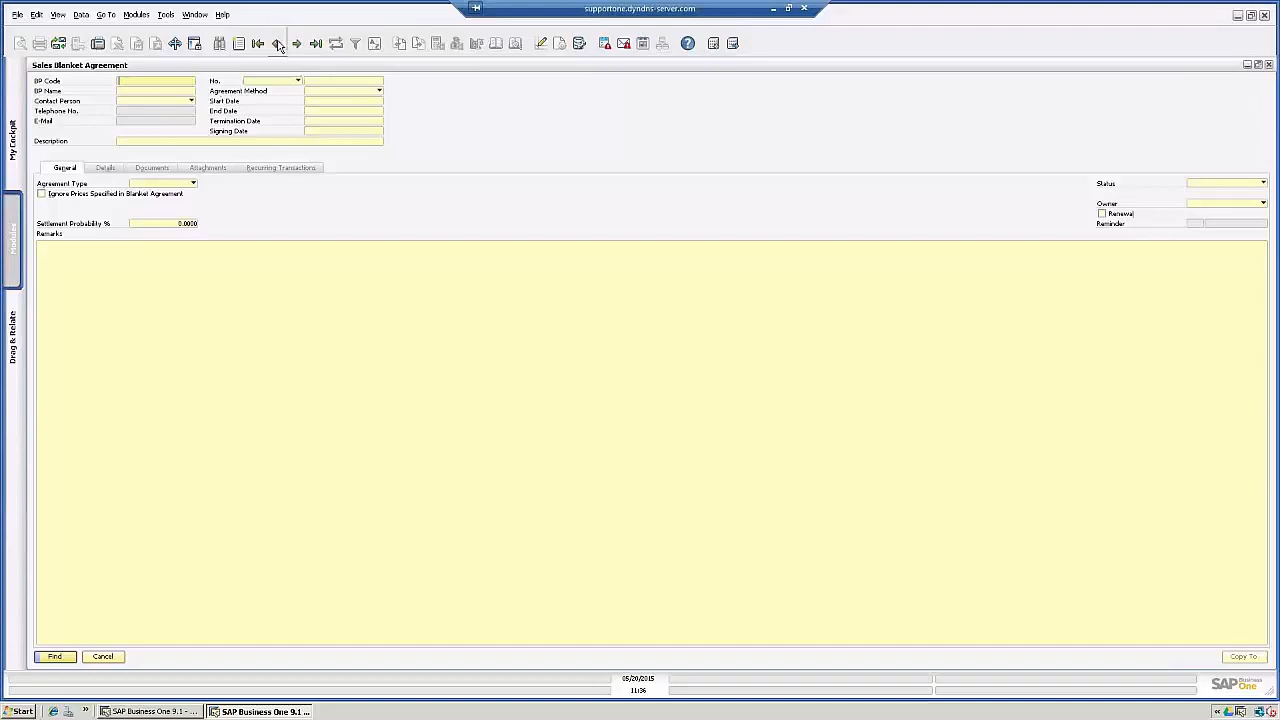 supportone.dyndns-server.com
File Edit View Data Go To Modules Tools Window Help
Sales Blanket Agreement
BP Code No.
BP Name Agreement Method
Contact Person Start Date
Telephone No. End Date
E-Mail Termination Date
Signing Date
Description
General Details Documents Attachments Recurring Transactions
Agreement Type Status
Ignore Prices Specified in Blanket Agreement
Owner
Renewal
Settlement Probability % 0.0000 Reminder
Remarks
My Cockpit
Modules
Drag & Relate
Find Cancel Copy To
05/20/2015
11:36
SAP Business One
Start SAP Business One 9.1 - ... SAP Business One 9.1 ...